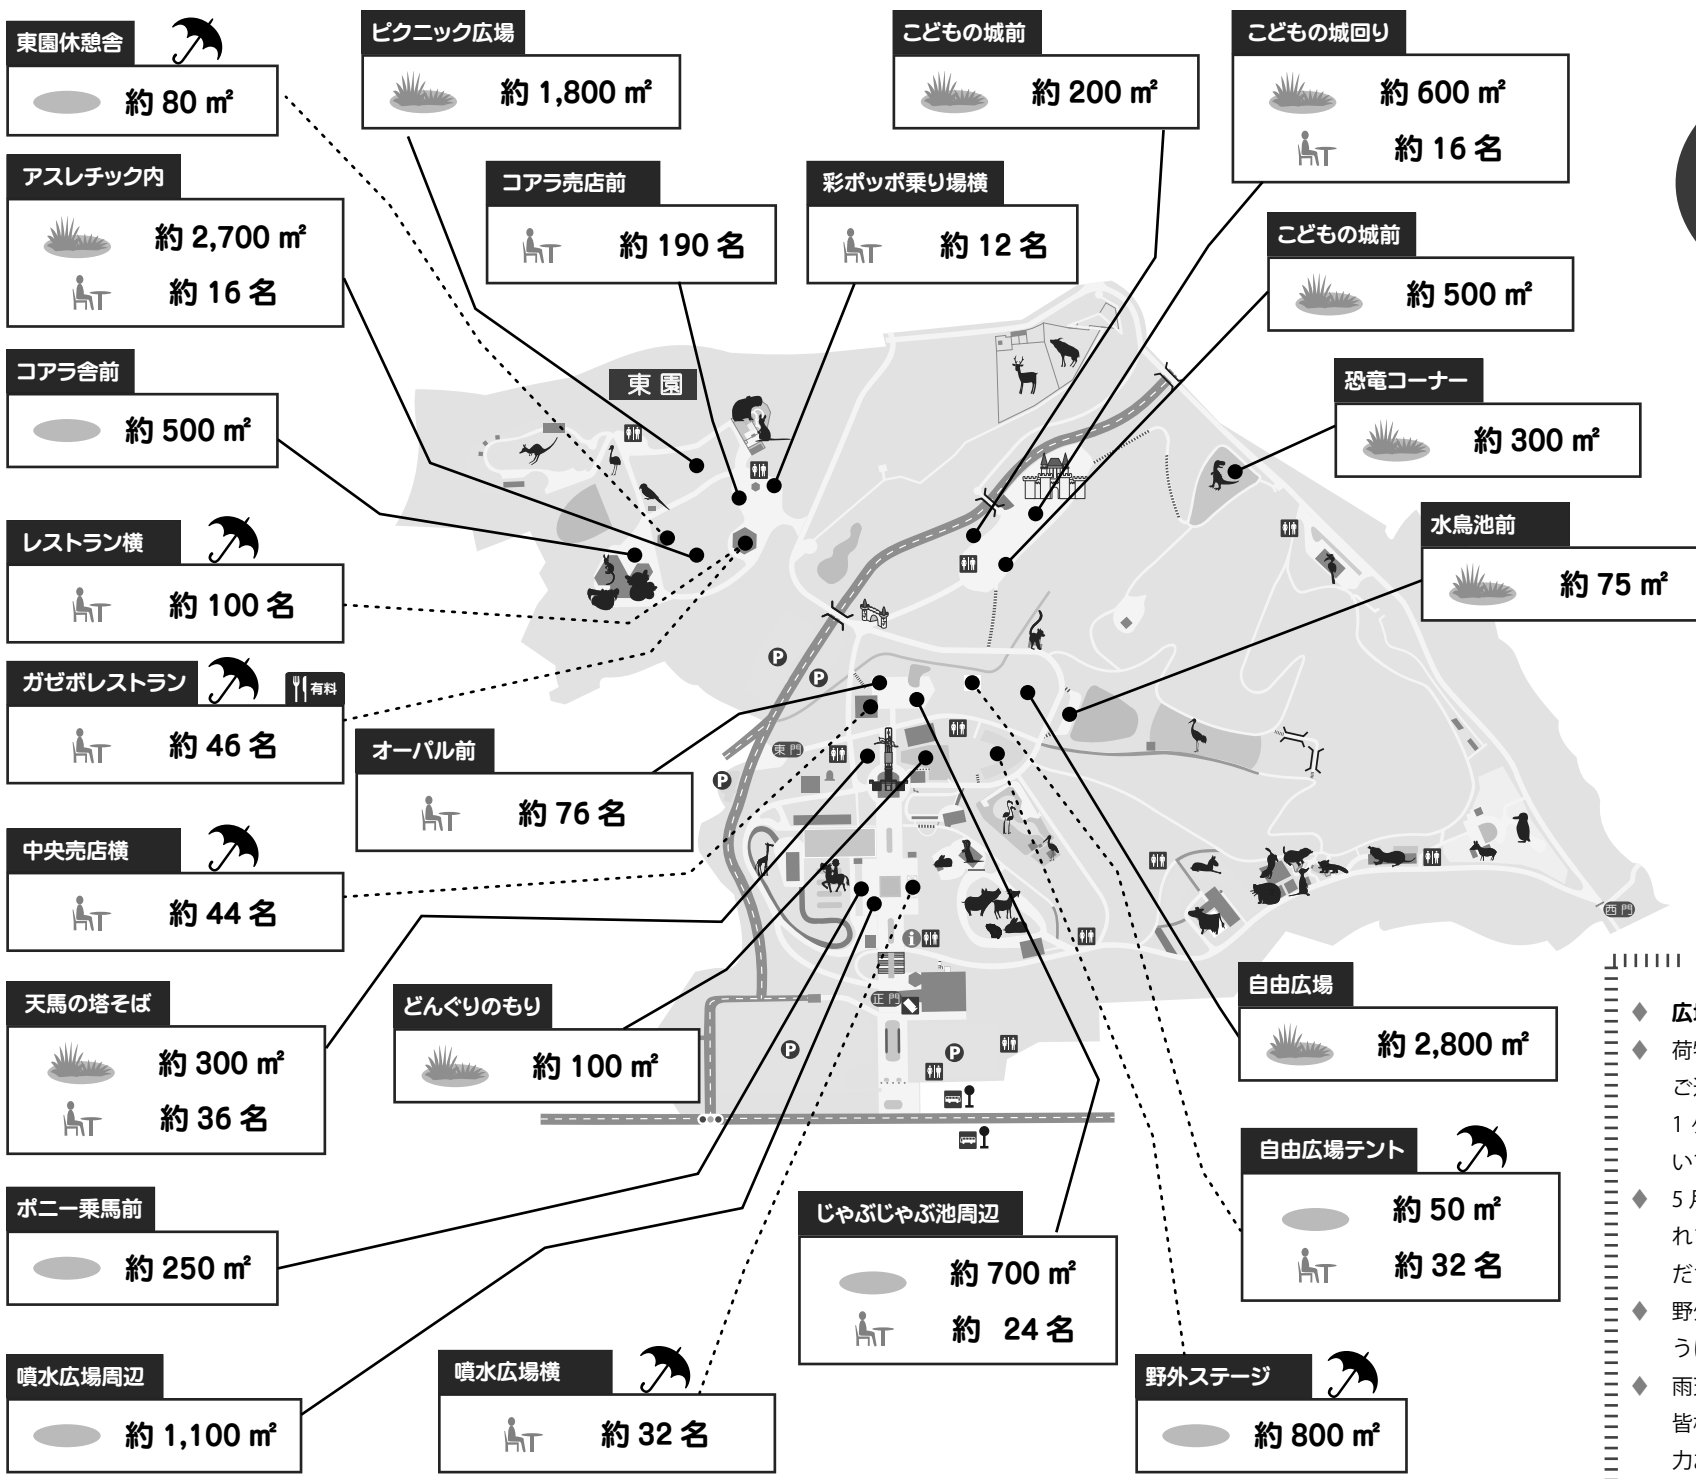 東園休憩舎
約 80 ㎡
ピクニック広場
約 1,800 ㎡
こどもの城前
約 200 ㎡
こどもの城回り
約 600 ㎡
約 16 名
アスレチック内
約 2,700 ㎡
約 16 名
コアラ売店前
約 190 名
彩ポッポ乗り場横
約 12 名
こどもの城前
約 500 ㎡
コアラ舎前
約 500 ㎡
東園
恐竜コーナー
約 300 ㎡
レストラン横
約 100 名
水鳥池前
約 75 ㎡
ガゼボレストラン
有料
約 46 名
P
P
P
オーパル前
約 76 名
東門
中央売店横
約 44 名
西門
i
正門
P
P
天馬の塔そば
約 300 ㎡
約 36 名
どんぐりのもり
約 100 ㎡
自由広場
約 2,800 ㎡
自由広場テント
約 50 ㎡
約 32 名
ポニー乗馬前
約 250 ㎡
じゃぶじゃぶ池周辺
約 700 ㎡
約 24 名
噴水広場周辺
約 1,100 ㎡
噴水広場横
約 32 名
野外ステージ
約 800 ㎡
♦ 広
♦ 荷
ご
1
い
♦ 5
れ
だ
♦ 野
う
♦ 雨
皆
力